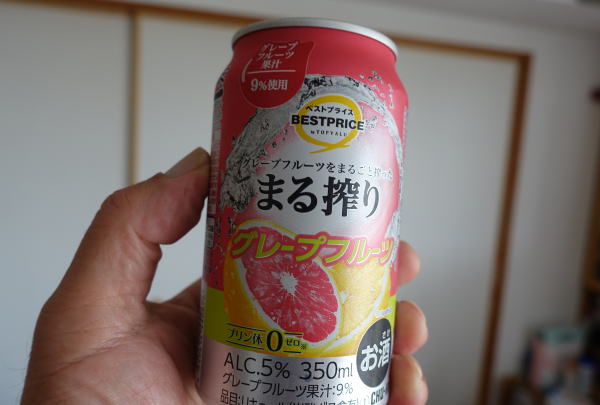 グレープ
フルーツ
果汁
9%使用
ベストプライス
BESTPRICE
by TOPVALU
グレープフルーツをまるごと搾った
まる搾り
グレープフルーツ
プリン体0ゼロ※
お酒
ALC.5% 350ml
グレープフルーツ果汁:9%